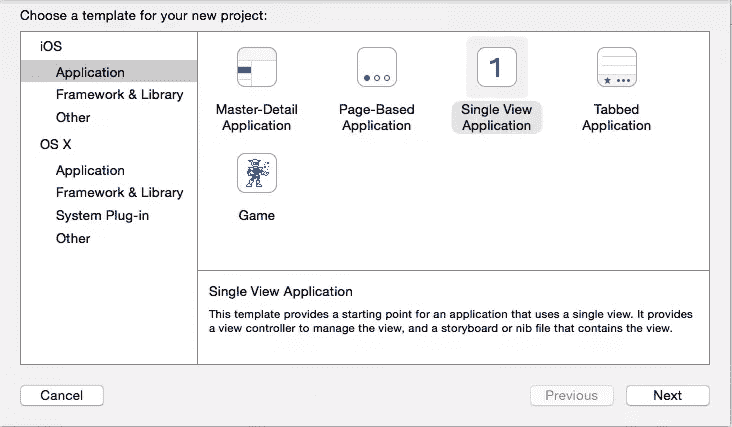 Choose a template for your new project:
iOS
Application
Framework & Library
Other
OS X
Application
Framework & Library
System Plug-in
Other
Master-Detail
Application
Page-Based
Application
1
Single View
Application
Tabbed
Application
Game
Single View Application
This template provides a starting point for an application that uses a single view. It provides
a view controller to manage the view, and a storyboard or nib file that contains the view.
Cancel
Previous
Next